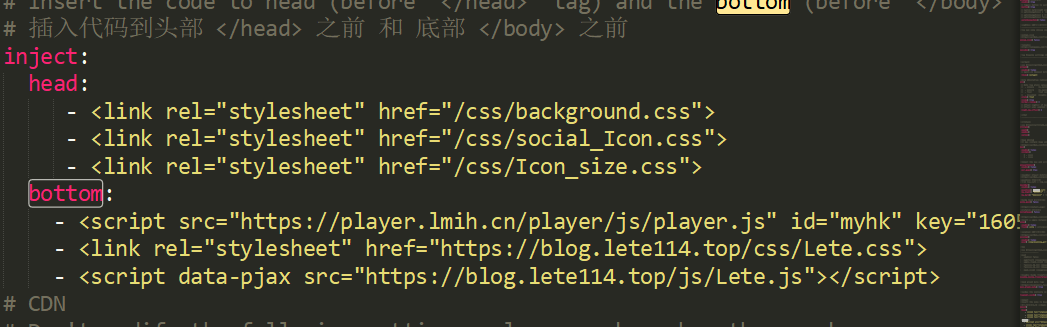 # Insert the code to head (before '</head>' tag) and the bottom (before '</body>
# 插入代码到头部 </head> 之前 和 底部 </body> 之前
inject:
  head:
     - <link rel="stylesheet" href="/css/background.css">
     - <link rel="stylesheet" href="/css/social_Icon.css">
     - <link rel="stylesheet" href="/css/Icon_size.css">
  bottom:
    - <script src="https://player.lmih.cn/player/js/player.js" id="myhk" key="1605
    - <link rel="stylesheet" href="https://blog.lete114.top/css/Lete.css">
    - <script data-pjax src="https://blog.lete114.top/js/Lete.js"></script>
# CDN